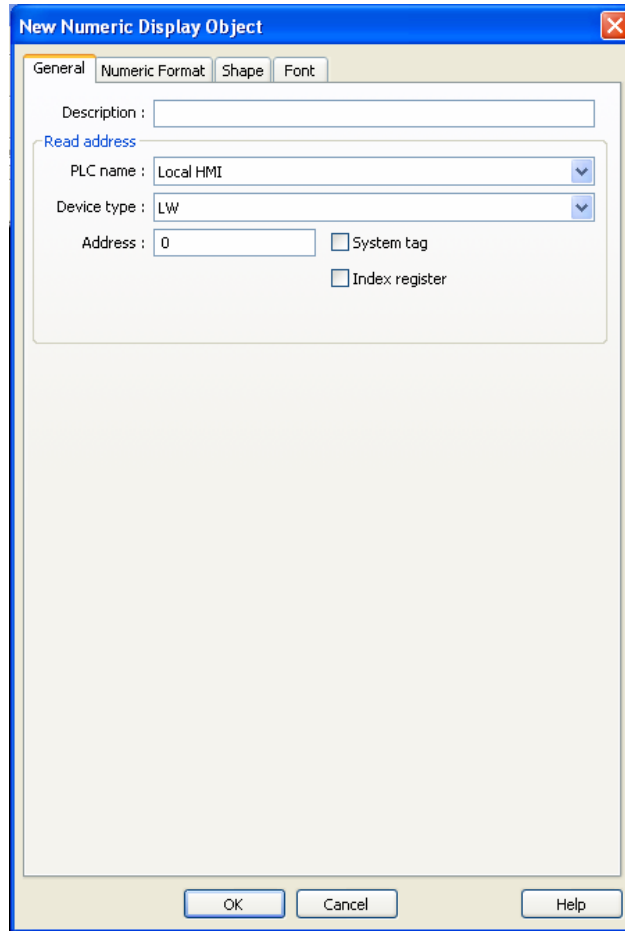 New Numeric Display Object
General Numeric Format Shape Font
Description :
Read address
PLC name : Local HMI
Device type : LW
Address : 0 System tag
Index register
OK Cancel Help